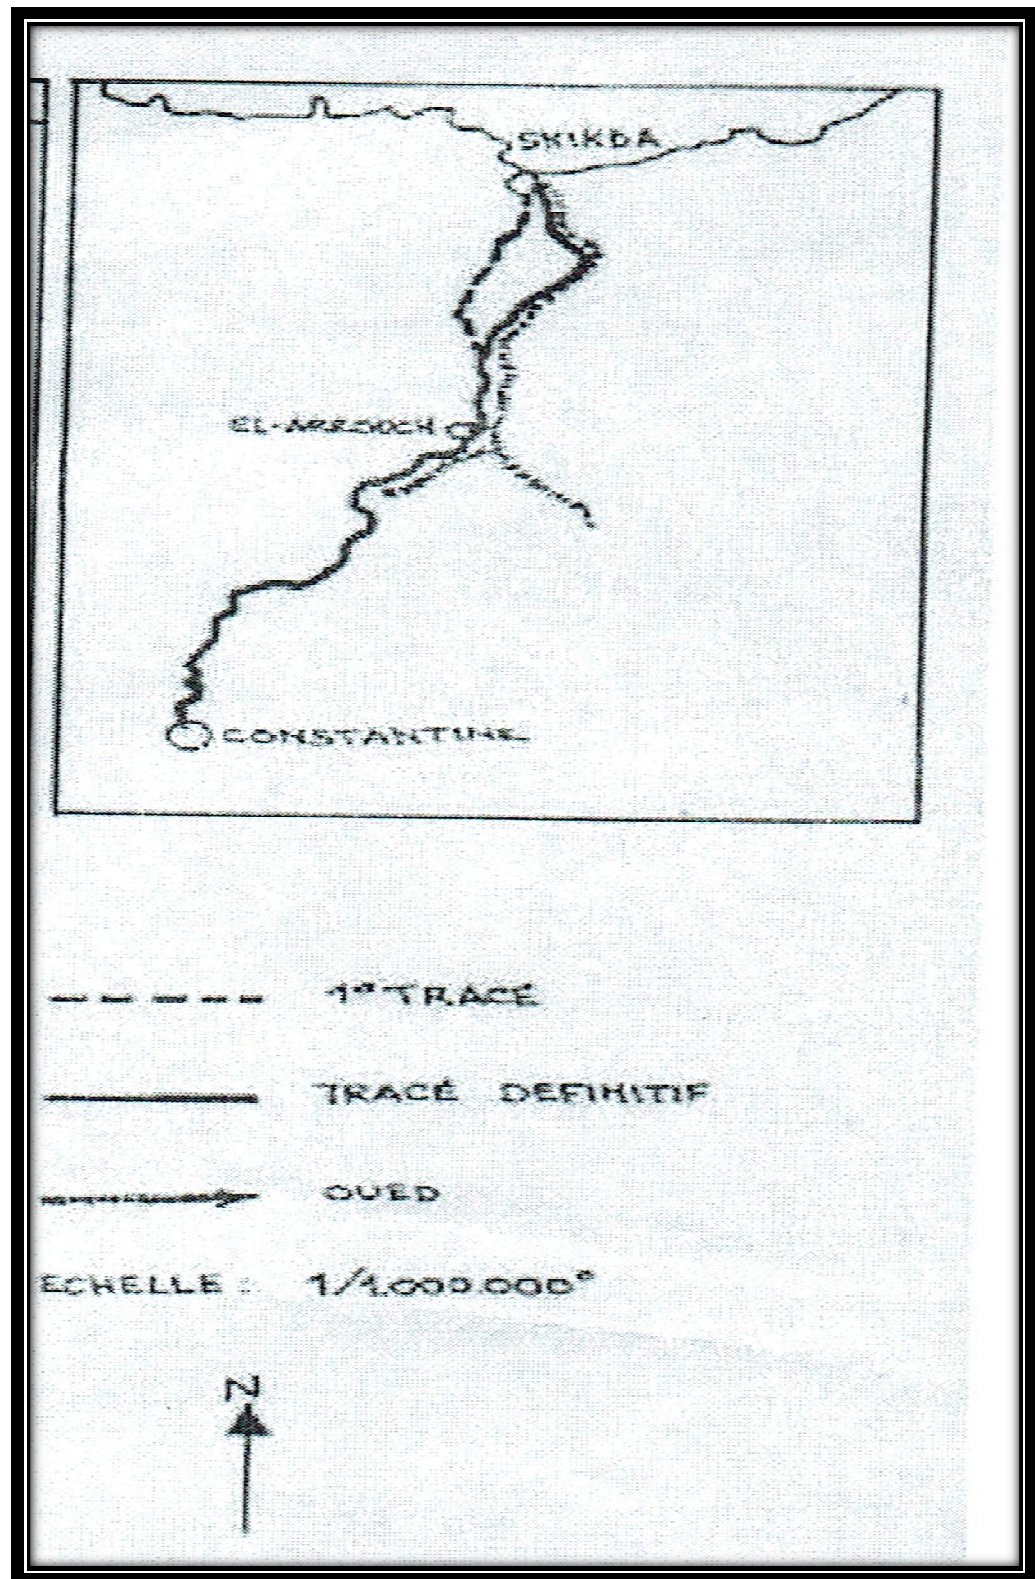 SKIKDA
EL-ARROUCH
CONSTANTINE
1er TRACÉ
TRACÉ DEFINITIF
OUED
ECHELLE : 1/1.000.000e
N